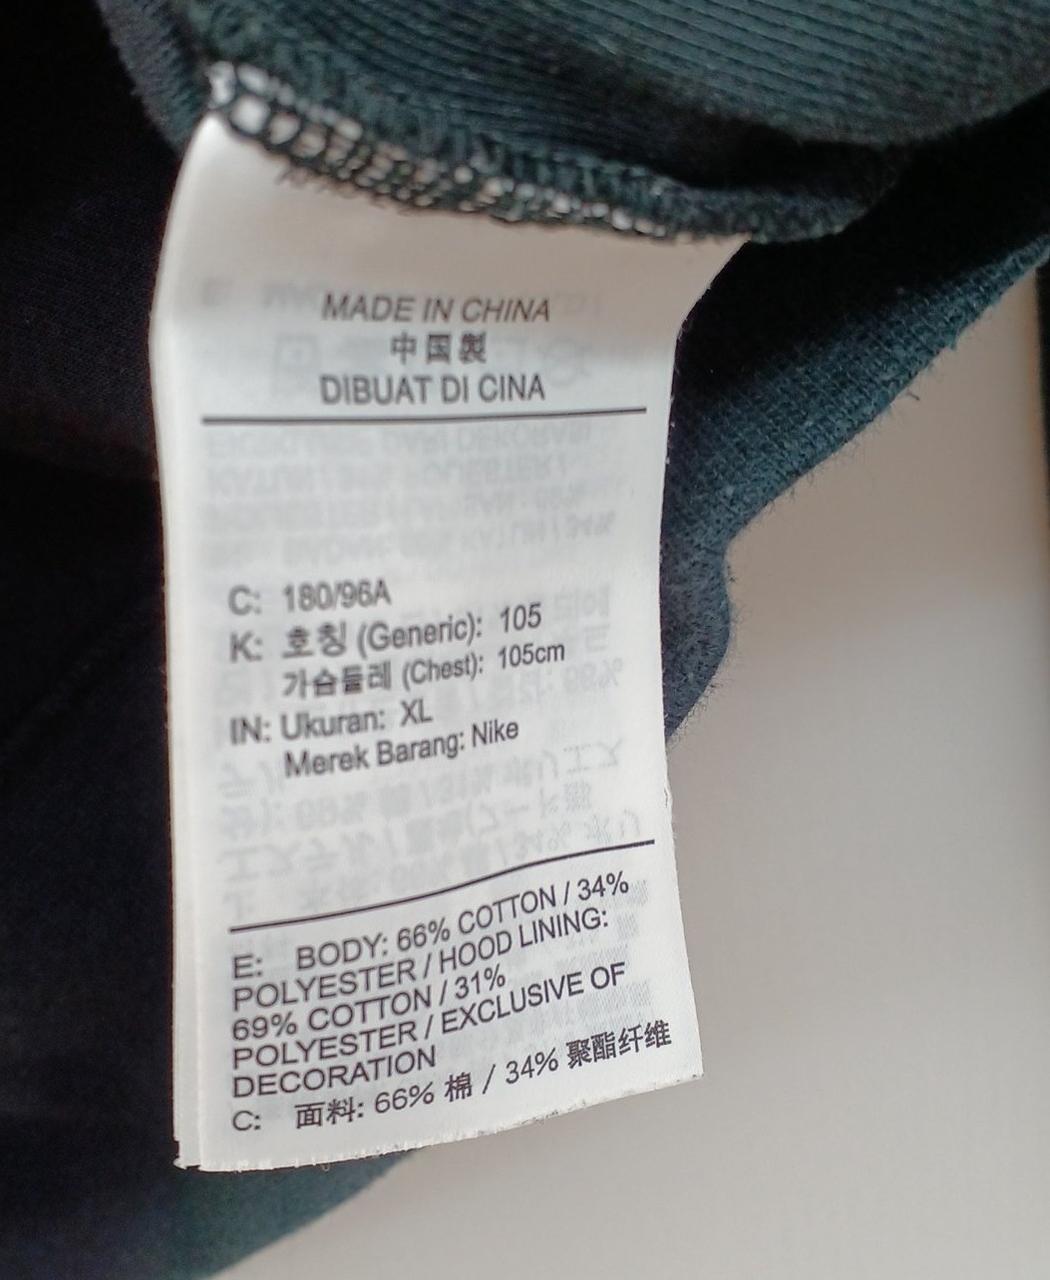 MADE IN CHINA
中国製
DIBUAT DI CINA
C: 180/96A
K: 호칭 (Generic): 105
가슴둘레 (Chest): 105cm
IN: Ukuran: XL
Merek Barang: Nike
E: BODY: 66% COTTON / 34%
POLYESTER / HOOD LINING:
69% COTTON / 31%
POLYESTER / EXCLUSIVE OF
DECORATION
C: 面料: 66% 棉 / 34% 聚酯纤维